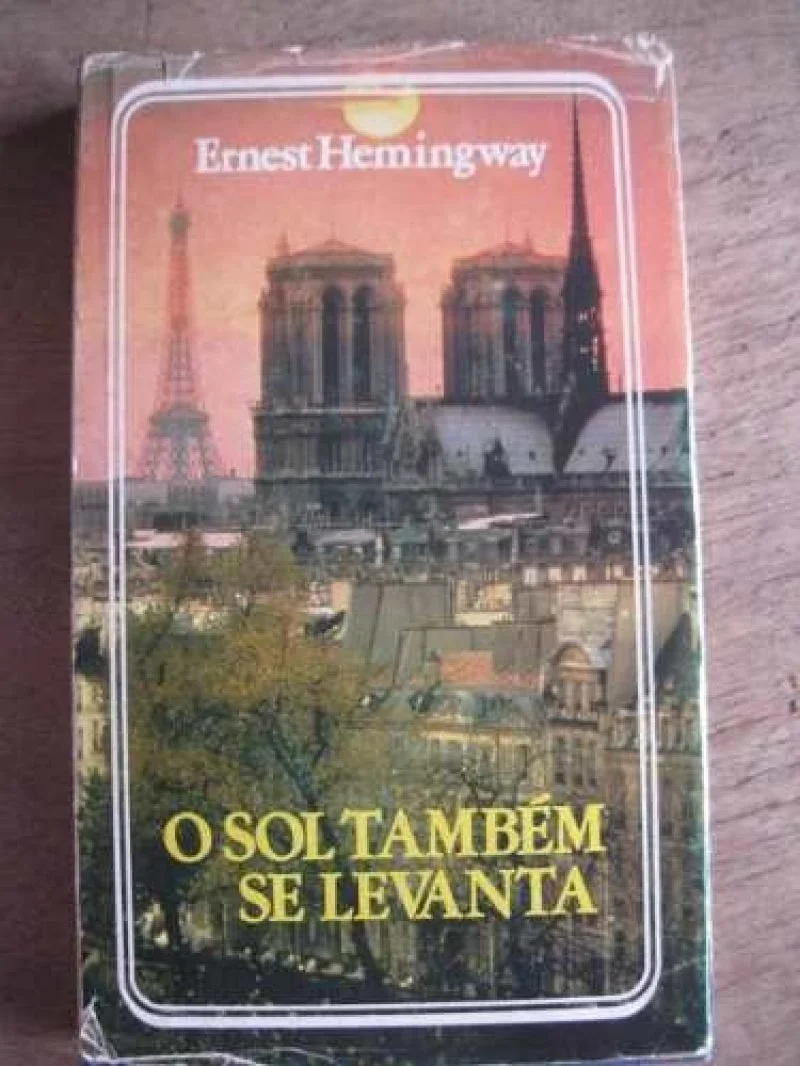 Ernest Hemingway
O SOL TAMBÉM
SE LEVANTA